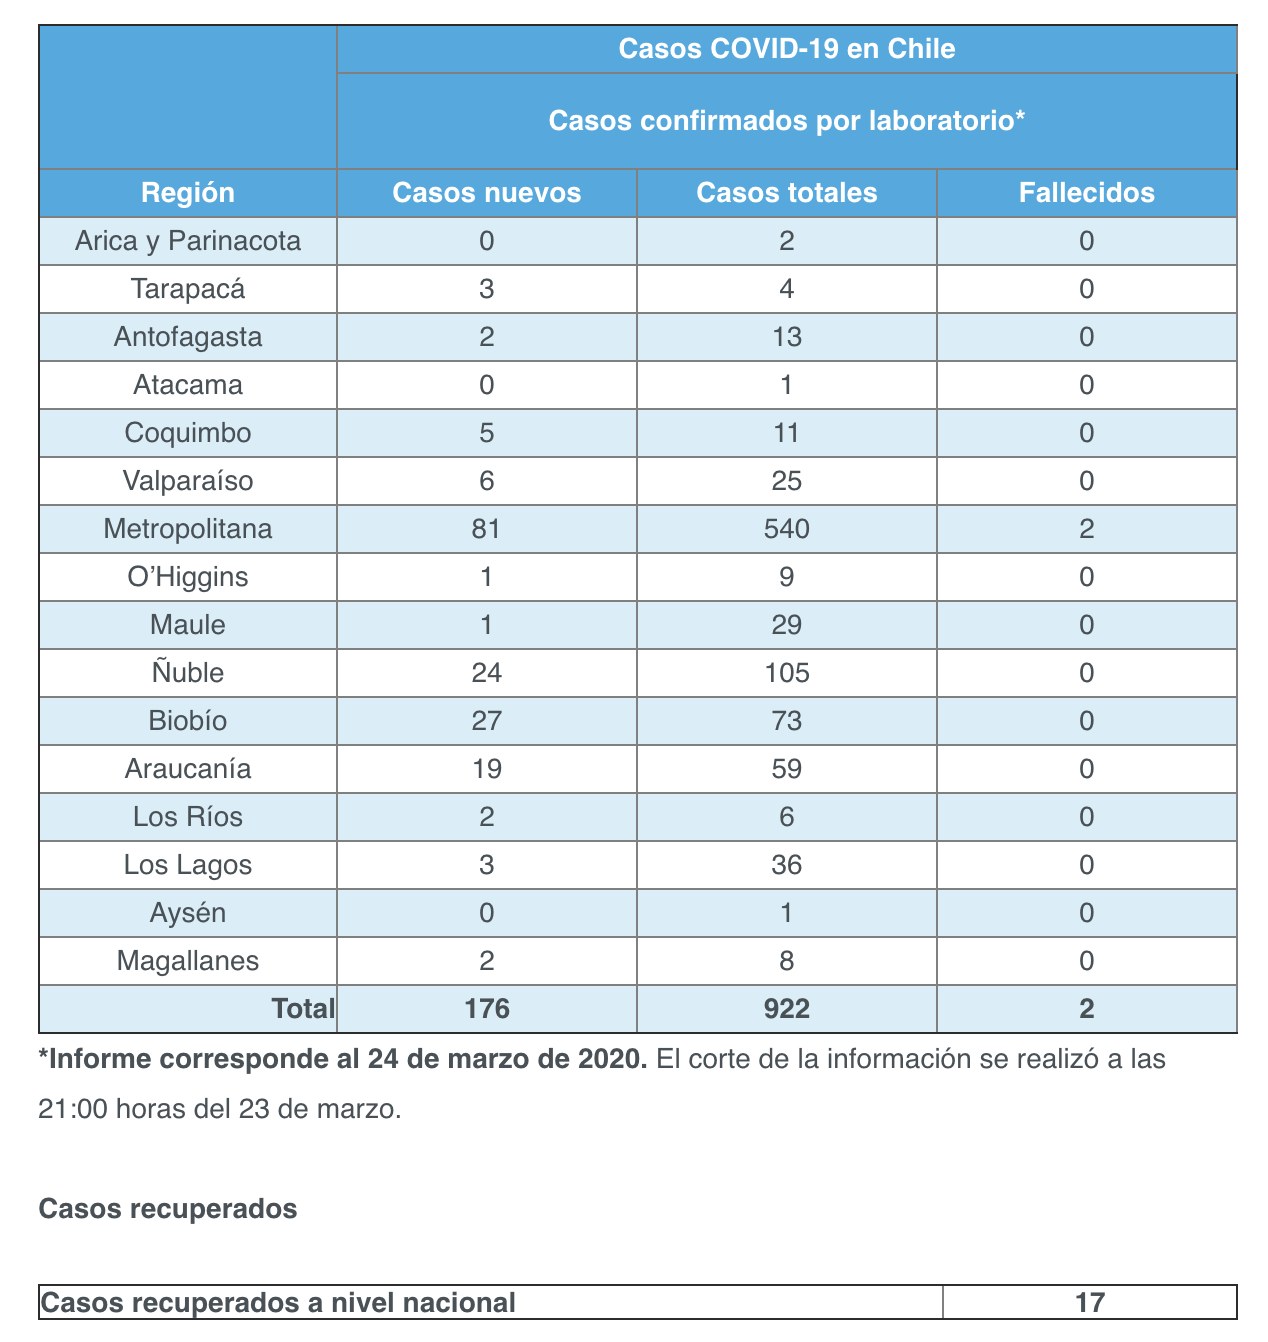 Casos COVID-19 en Chile
Casos confirmados por laboratorio*
Región Casos nuevos Casos totales Fallecidos
Arica y Parinacota 0 2 0
Tarapacá 3 4 0
Antofagasta 2 13 0
Atacama 0 1 0
Coquimbo 5 11 0
Valparaíso 6 25 0
Metropolitana 81 540 2
O’Higgins 1 9 0
Maule 1 29 0
Ñuble 24 105 0
Biobío 27 73 0
Araucanía 19 59 0
Los Ríos 2 6 0
Los Lagos 3 36 0
Aysén 0 1 0
Magallanes 2 8 0
Total 176 922 2
*Informe corresponde al 24 de marzo de 2020. El corte de la información se realizó a las
21:00 horas del 23 de marzo.
Casos recuperados
Casos recuperados a nivel nacional 17